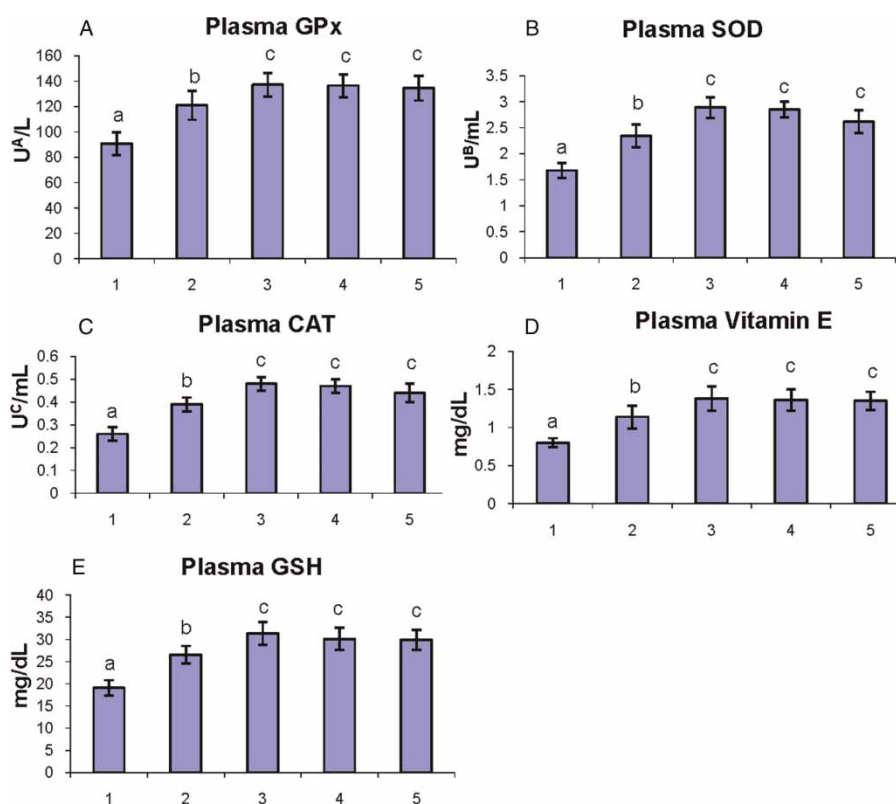 A
Plasma GPx
U^A/L
160
140
120
100
80
60
40
20
0
a
b
c
c
c
1 2 3 4 5
B
Plasma SOD
U^B/mL
3.5
3
2.5
2
1.5
1
0.5
0
a
b
c
c
c
1 2 3 4 5
C
Plasma CAT
U^C/mL
0.6
0.5
0.4
0.3
0.2
0.1
0
a
b
c
c
c
1 2 3 4 5
D
Plasma Vitamin E
mg/dL
2
1.5
1
0.5
0
a
b
c
c
c
1 2 3 4 5
E
Plasma GSH
mg/dL
40
35
30
25
20
15
10
5
0
a
b
c
c
c
1 2 3 4 5